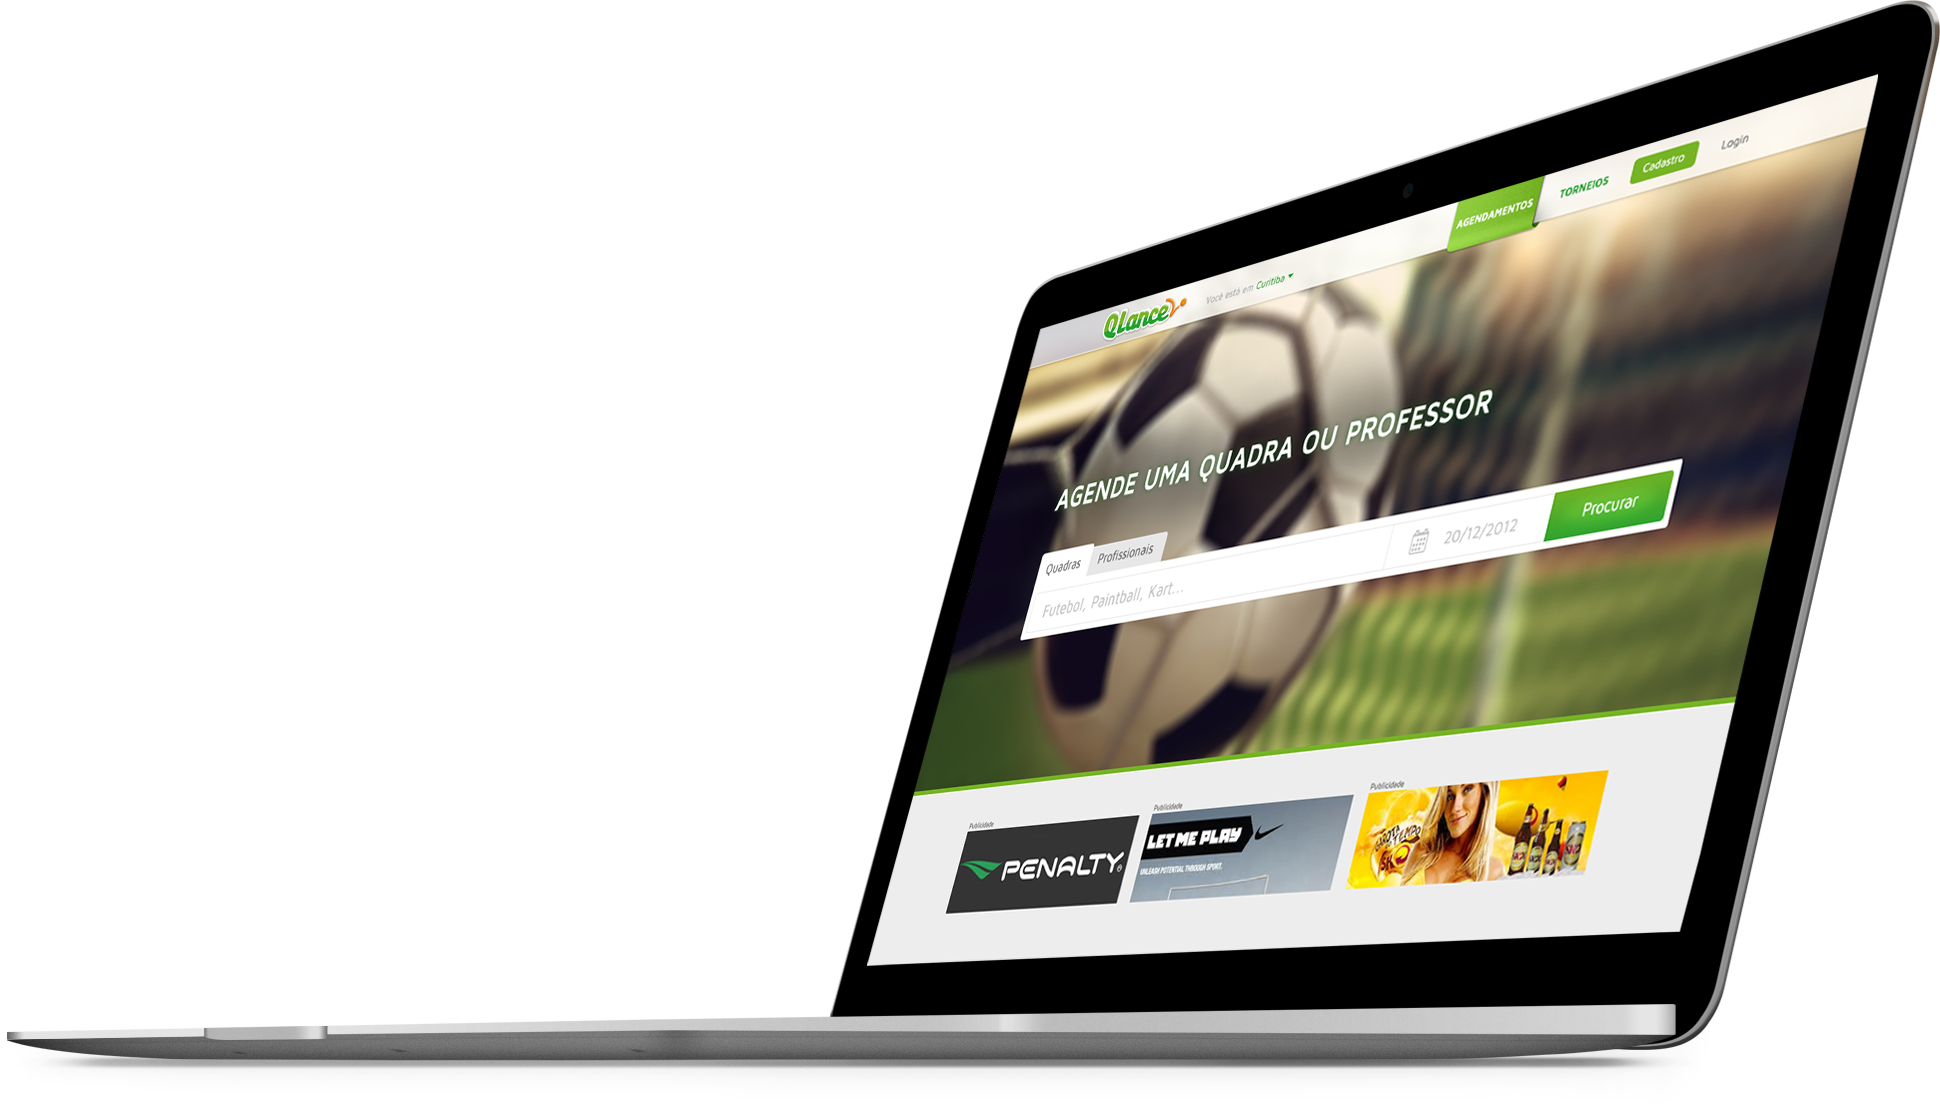 QLance
Você está em Curitiba
AGENDAMENTOS
TORNEIOS
Cadastro
Login
AGENDE UMA QUADRA OU PROFESSOR
Quadras
Profissionais
Futebol, Paintball, Kart...
20/12/2012
Procurar
Publicidade
PENALTY
Publicidade
LET ME PLAY
UNLEASH POTENTIAL THROUGH SPORT.
Publicidade